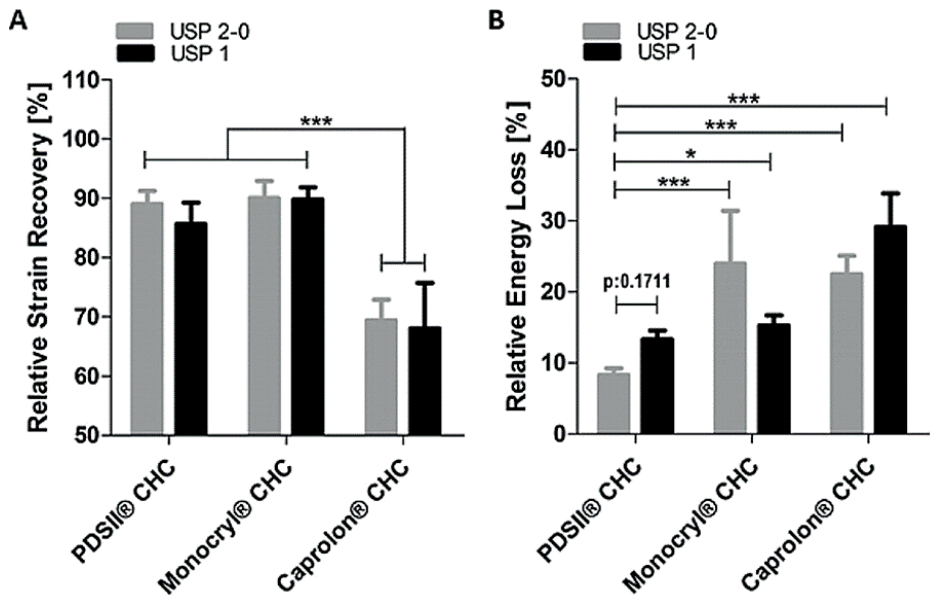 A
USP 2-0
USP 1
Relative Strain Recovery [%]
110
100
90
80
70
60
50
***
PDSII® CHC
Monocryl® CHC
Caprolon® CHC
B
USP 2-0
USP 1
Relative Energy Loss [%]
50
40
30
20
10
0
***
***
*
***
p:0.1711
PDSII® CHC
Monocryl® CHC
Caprolon® CHC